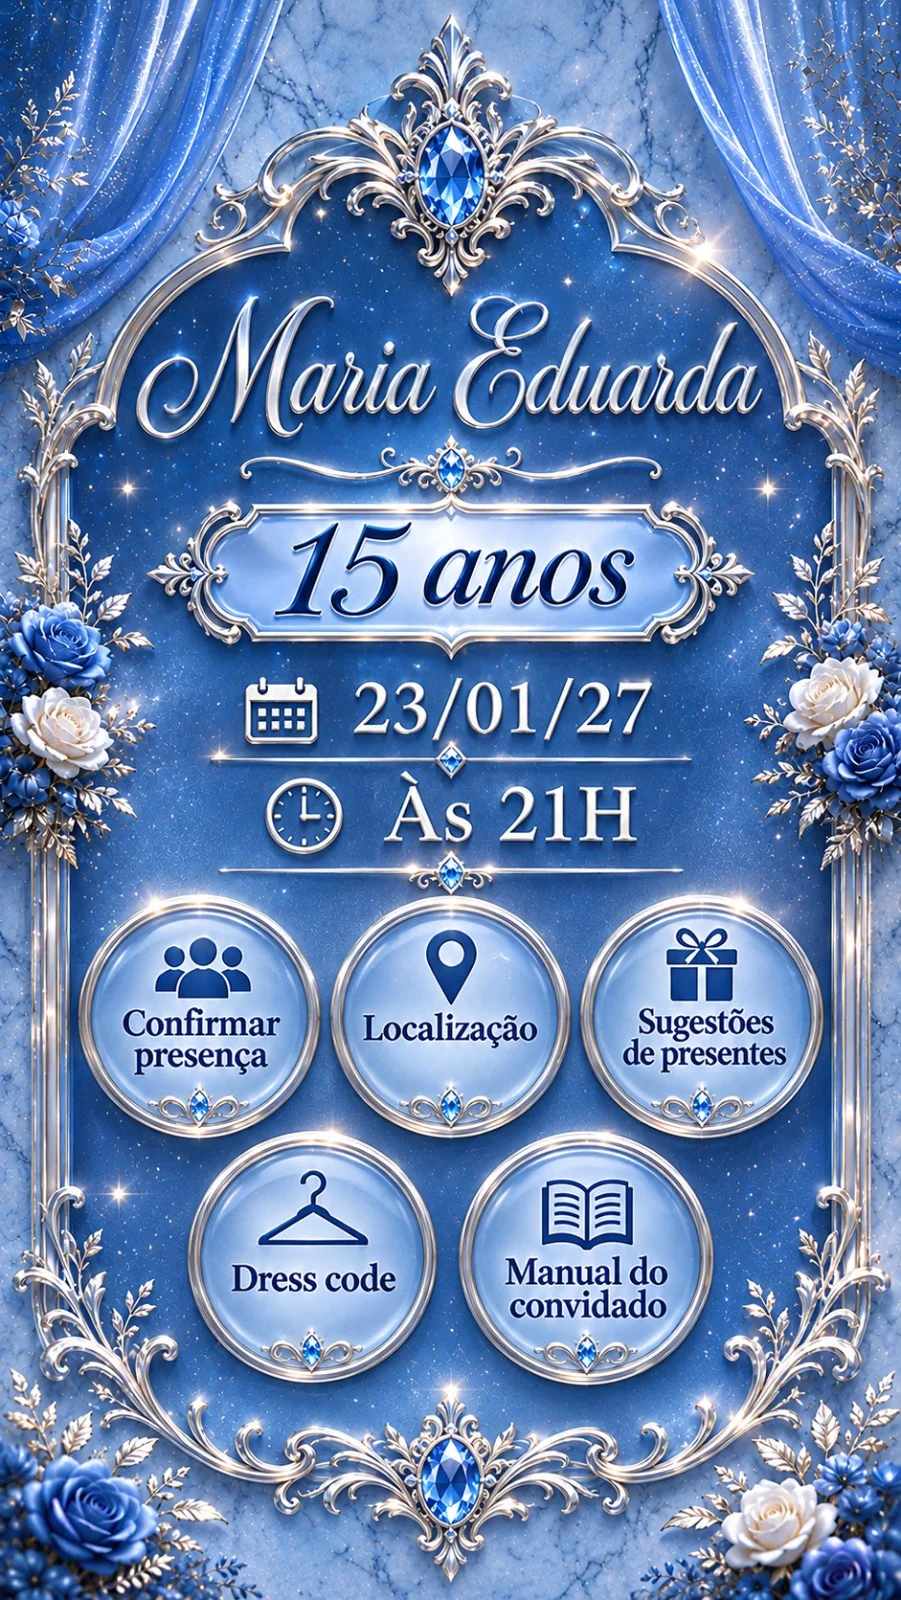 Maria Eduarda
15 anos
23/01/27
Às 21H
Confirmar
presença
Localização
Sugestões
de presentes
Dress code
Manual do
convidado